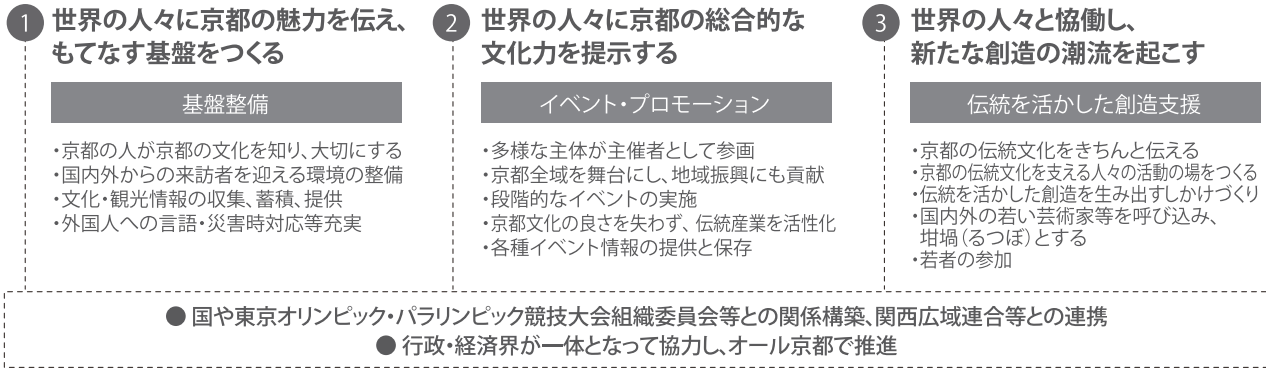 1 世界の人々に京都の魅力を伝え、
もてなす基盤をつくる
基盤整備
・京都の人が京都の文化を知り、大切にする
・国内外からの来訪者を迎える環境の整備
・文化・観光情報の収集、蓄積、提供
・外国人への言語・災害時対応等充実
2 世界の人々に京都の総合的な
文化力を提示する
イベント・プロモーション
・多様な主体が主催者として参画
・京都全域を舞台にし、地域振興にも貢献
・段階的なイベントの実施
・京都文化の良さを失わず、伝統産業を活性化
・各種イベント情報の提供と保存
3 世界の人々と協働し、
新たな創造の潮流を起こす
伝統を活かした創造支援
・京都の伝統文化をきちんと伝える
・京都の伝統文化を支える人々の活動の場をつくる
・伝統を活かした創造を生み出すしかけづくり
・国内外の若い芸術家等を呼び込み、
坩堝（るつぼ）とする
・若者の参加
● 国や東京オリンピック・パラリンピック競技大会組織委員会等との関係構築、関西広域連合等との連携
● 行政・経済界が一体となって協力し、オール京都で推進